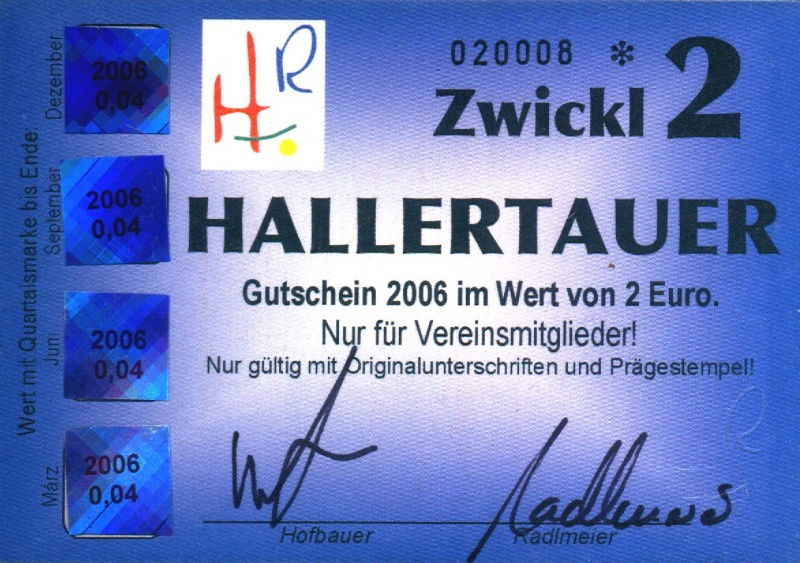 020008 *
Zwickl 2
HALLERTAUER
Gutschein 2006 im Wert von 2 Euro.
Nur für Vereinsmitglieder!
Nur gültig mit Originalunterschriften und Prägestempel!
Hofbauer
Radlmeier
Wert mit Quartalsmarke bis Ende
Dezember
2006
0,04
September
2006
0,04
Juni
2006
0,04
März
2006
0,04
HR